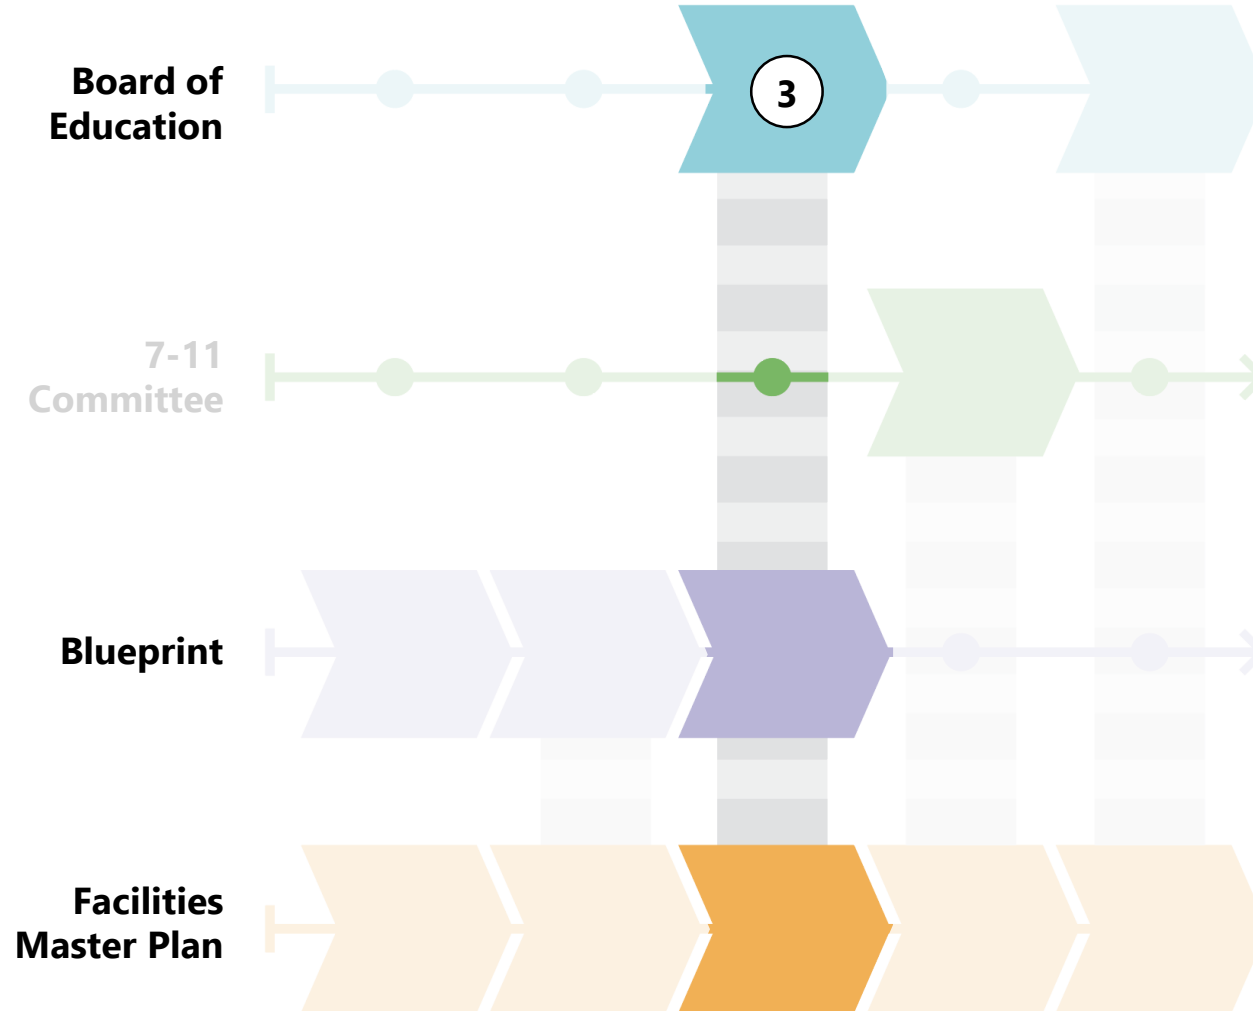 Board of
Education
3
7-11
Committee
Blueprint
Facilities
Master Plan